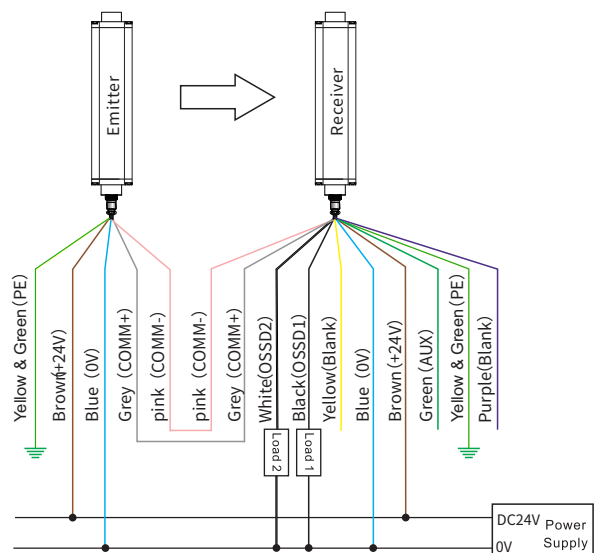 Emitter
Receiver
Yellow & Green (PE)
Brown(+24V)
Blue (0V)
Grey (COMM+)
pink (COMM-)
pink (COMM-)
Grey (COMM+)
White(OSSD2)
Black(OSSD1)
Yellow(Blank)
Blue (0V)
Brown (+24V)
Green (AUX)
Yellow & Green (PE)
Purple(Blank)
Load 2
Load 1
DC24V Power
0V Supply